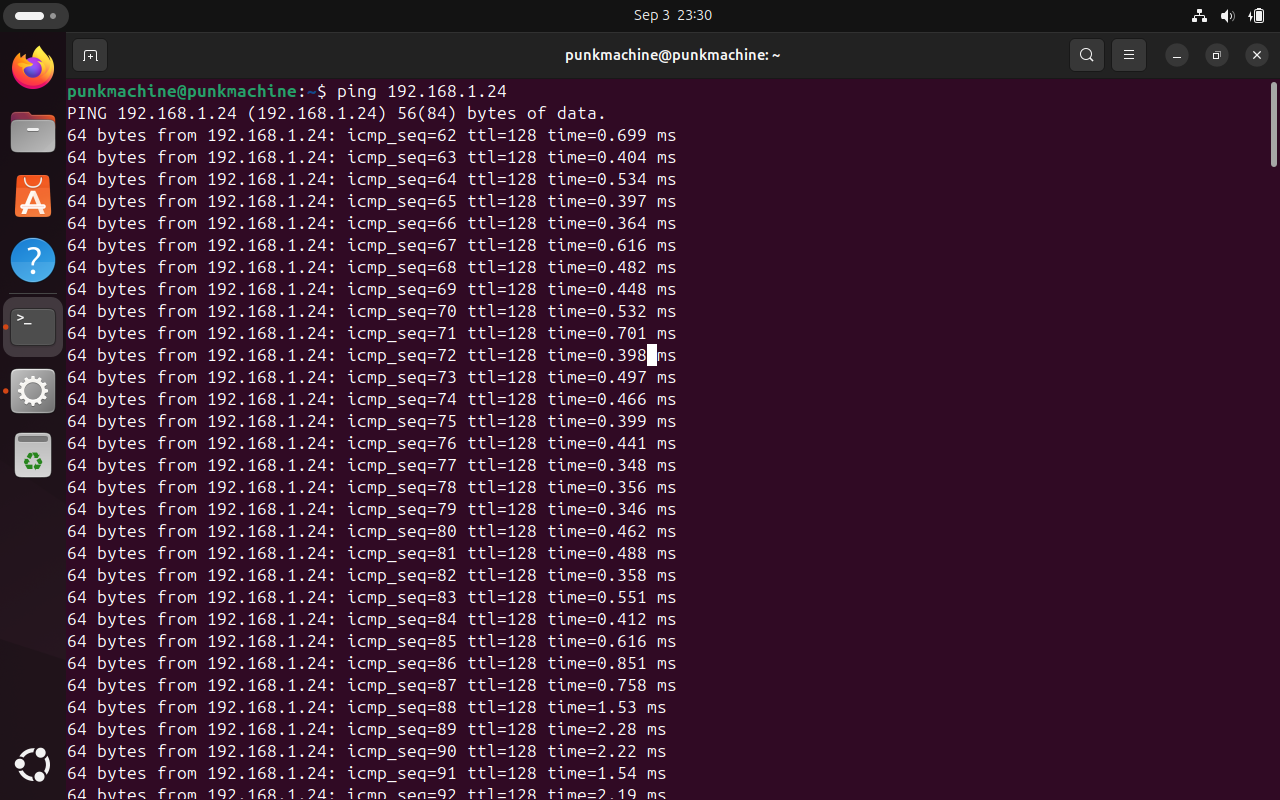 Sep 3 23:30
punkmachine@punkmachine: ~
punkmachine@punkmachine:~$ ping 192.168.1.24
PING 192.168.1.24 (192.168.1.24) 56(84) bytes of data.
64 bytes from 192.168.1.24: icmp_seq=62 ttl=128 time=0.699 ms
64 bytes from 192.168.1.24: icmp_seq=63 ttl=128 time=0.404 ms
64 bytes from 192.168.1.24: icmp_seq=64 ttl=128 time=0.534 ms
64 bytes from 192.168.1.24: icmp_seq=65 ttl=128 time=0.397 ms
64 bytes from 192.168.1.24: icmp_seq=66 ttl=128 time=0.364 ms
64 bytes from 192.168.1.24: icmp_seq=67 ttl=128 time=0.616 ms
64 bytes from 192.168.1.24: icmp_seq=68 ttl=128 time=0.482 ms
64 bytes from 192.168.1.24: icmp_seq=69 ttl=128 time=0.448 ms
64 bytes from 192.168.1.24: icmp_seq=70 ttl=128 time=0.532 ms
64 bytes from 192.168.1.24: icmp_seq=71 ttl=128 time=0.701 ms
64 bytes from 192.168.1.24: icmp_seq=72 ttl=128 time=0.398 ms
64 bytes from 192.168.1.24: icmp_seq=73 ttl=128 time=0.497 ms
64 bytes from 192.168.1.24: icmp_seq=74 ttl=128 time=0.466 ms
64 bytes from 192.168.1.24: icmp_seq=75 ttl=128 time=0.399 ms
64 bytes from 192.168.1.24: icmp_seq=76 ttl=128 time=0.441 ms
64 bytes from 192.168.1.24: icmp_seq=77 ttl=128 time=0.348 ms
64 bytes from 192.168.1.24: icmp_seq=78 ttl=128 time=0.356 ms
64 bytes from 192.168.1.24: icmp_seq=79 ttl=128 time=0.346 ms
64 bytes from 192.168.1.24: icmp_seq=80 ttl=128 time=0.462 ms
64 bytes from 192.168.1.24: icmp_seq=81 ttl=128 time=0.488 ms
64 bytes from 192.168.1.24: icmp_seq=82 ttl=128 time=0.358 ms
64 bytes from 192.168.1.24: icmp_seq=83 ttl=128 time=0.551 ms
64 bytes from 192.168.1.24: icmp_seq=84 ttl=128 time=0.412 ms
64 bytes from 192.168.1.24: icmp_seq=85 ttl=128 time=0.616 ms
64 bytes from 192.168.1.24: icmp_seq=86 ttl=128 time=0.851 ms
64 bytes from 192.168.1.24: icmp_seq=87 ttl=128 time=0.758 ms
64 bytes from 192.168.1.24: icmp_seq=88 ttl=128 time=1.53 ms
64 bytes from 192.168.1.24: icmp_seq=89 ttl=128 time=2.28 ms
64 bytes from 192.168.1.24: icmp_seq=90 ttl=128 time=2.22 ms
64 bytes from 192.168.1.24: icmp_seq=91 ttl=128 time=1.54 ms
64 bytes from 192.168.1.24: icmp_seq=92 ttl=128 time=2.19 ms